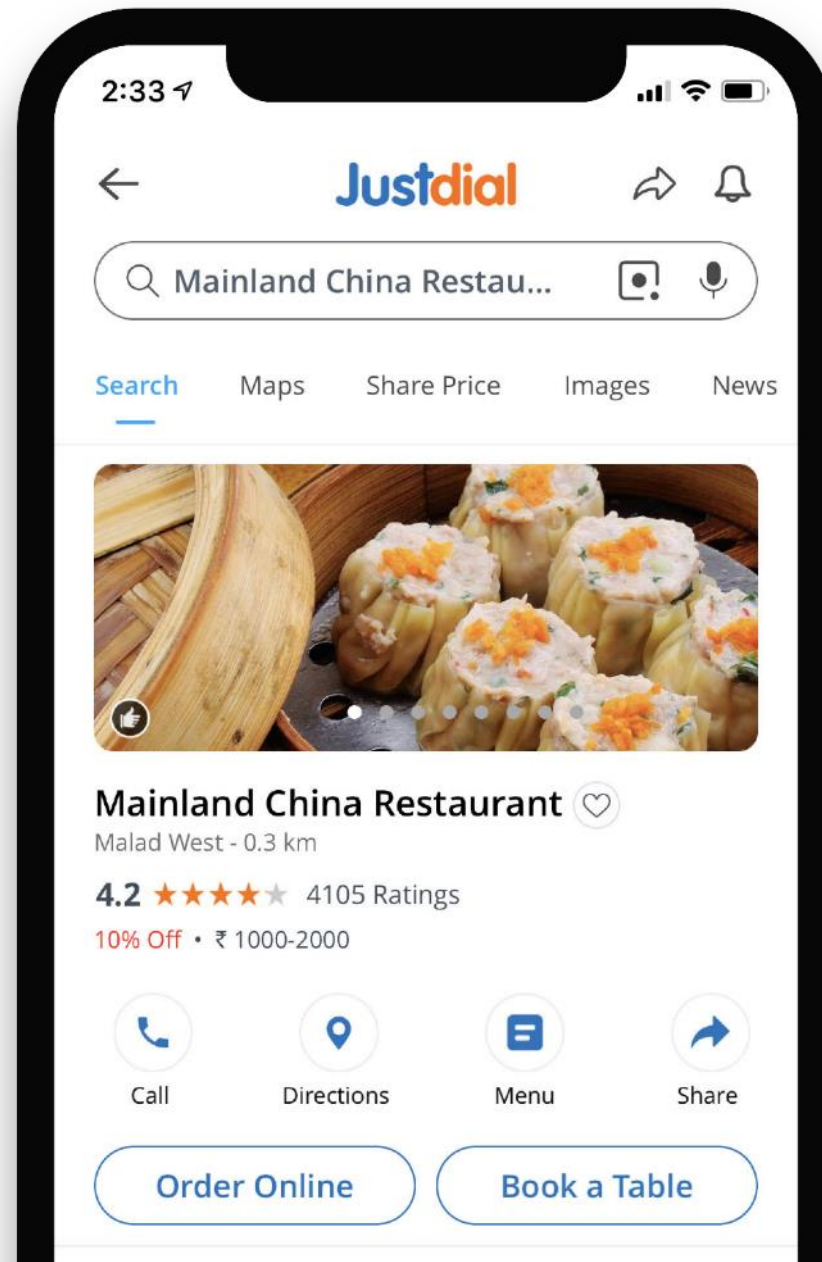 2:33
Justdial
Mainland China Restau...
Search Maps Share Price Images News
Mainland China Restaurant
Malad West - 0.3 km
4.2 ★★★★★ 4105 Ratings
10% Off • ₹ 1000-2000
Call Directions Menu Share
Order Online Book a Table